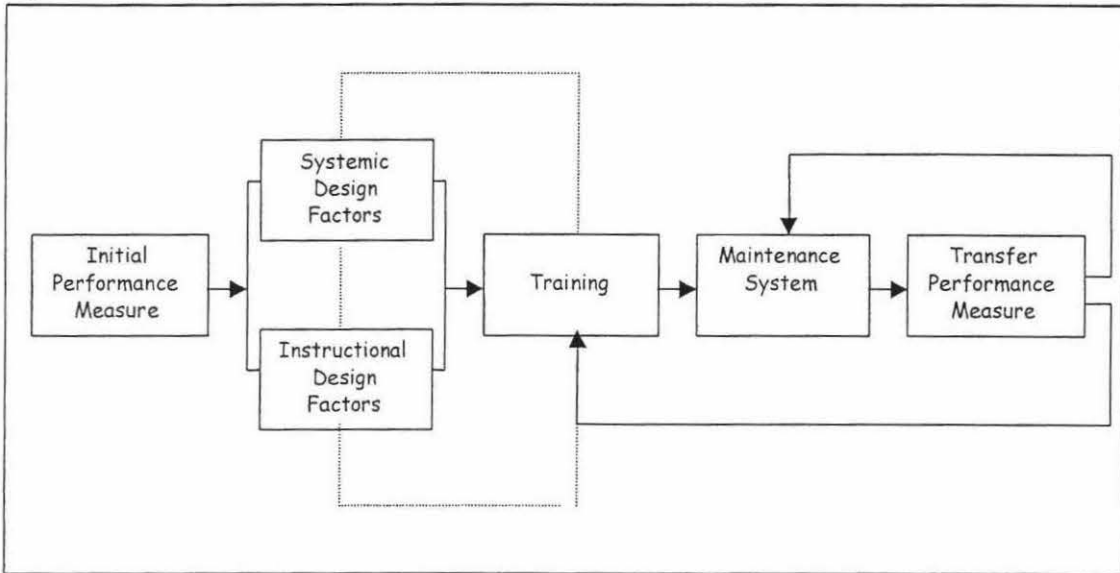 Initial
Performance
Measure
Systemic
Design
Factors
Instructional
Design
Factors
Training
Maintenance
System
Transfer
Performance
Measure